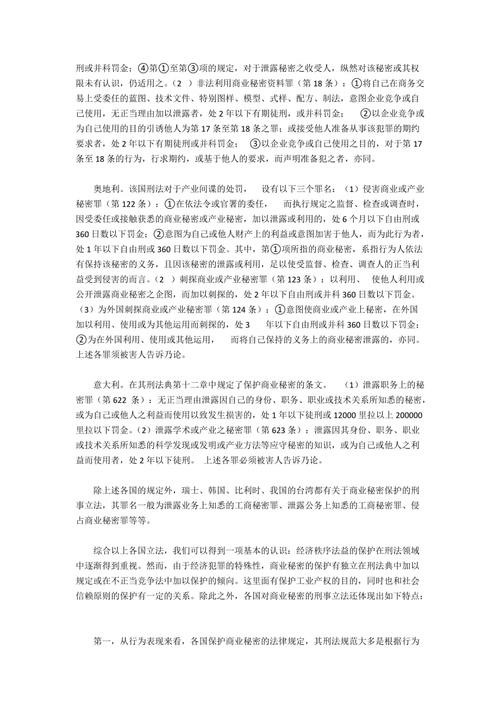 刑或并科罚金；④第①至第③项的规定，对于泄露秘密之收受人，纵然对该秘密或其权
限未有认识，仍适用之。（2 ）非法利用商业秘密资料罪（第 18 条）：①将自己在商务交
易上受委任的蓝图、技术文件、特别图样、模型、式样、配方、制法，意图企业竞争或自
己使用，无正当理由加以泄露者，处 2 年以下有期徒刑，或并科罚金； ②以企业竞争或
为自己使用的目的引诱他人为第 17 条至第 18 条之罪；或接受他人准备从事该犯罪的期约
要求者，处 2 年以下有期徒刑或并科罚金； ③以企业竞争或自己使用之目的，对于第 17
条至 18 条的行为，行求期约，或基于他人的要求，而声明准备犯之者，亦同。
奥地利。该国刑法对于产业间谍的处罚， 设有以下三个罪名：（1）侵害商业或产业
秘密罪（第 122 条）：①在依法令或官署的委任， 而执行规定之监督、检查或调查时，
因受委任或接触获悉的商业秘密或产业秘密，加以泄露或利用的，处 6 个月以下自由刑或
360 日数以下罚金；②意图为自己或他人财产上的利益或意图加害于他人，而为此行为者，
处 1 年以下自由刑或 360 日数以下罚金。其中，第①项所指的商业秘密，系指行为人依法
有保持该秘密的义务，且因该秘密的泄露或利用，足以使受监督、检查、调查人的正当利
益受到侵害的而言。（2 ）刺探商业或产业秘密罪（第 123 条）：以利用、 使他人利用或
公开泄露商业秘密之企图，而加以刺探的，处 2 年以下自由刑或并科 360 日数以下罚金。
（3）为外国刺探商业或产业秘密罪（第 124 条）：①意图使商业或产业上秘密，在外国
加以利用、使用或为其他运用而刺探的，处 3 年以下自由刑或并科 360 日数以下罚金；
②为在外国利用、使用或其他运用， 而将自己保持的义务上的商业秘密泄露的，亦同。
上述各罪须被害人告诉乃论。
意大利。在其刑法典第十二章中规定了保护商业秘密的条文。 （1）泄露职务上的秘
密罪（第 622 条）：无正当理由泄露因自己的身份、职务、职业或技术关系所知悉的秘密，
或为自己或他人之利益而使用以致发生损害的，处 1 年以下徒刑或 12000 里拉以上 200000
里拉以下罚金。（2）泄露学术或产业之秘密罪（第 623 条）：泄露因其身份、职务、职业
或技术关系所知悉的科学发现或发明或产业方法等应守秘密的知识，或为自己或他人之利
益而使用者，处 2 年以下徒刑。 上述各罪必须被害人告诉乃论。
除上述各国的规定外，瑞士、韩国、比利时、我国的台湾都有关于商业秘密保护的刑
事立法，其罪名一般为泄露业务上知悉的工商秘密罪、泄露公务上知悉的工商秘密罪、侵
占商业秘密罪等等。
综合以上各国立法，我们可以得到一项基本的认识：经济秩序法益的保护在刑法领域
中逐渐得到重视。然而，由于经济犯罪的特殊性，商业秘密的保护有独立在刑法典中加以
规定或在不正当竞争法中加以保护的倾向。这里面有保护工业产权的目的，同时也和社会
信赖原则的保护有一定的关系。除此之外，各国对商业秘密的刑事立法还体现出如下特点：
第一，从行为表现来看，各国保护商业秘密的法律规定，其刑法规范大多是根据行为